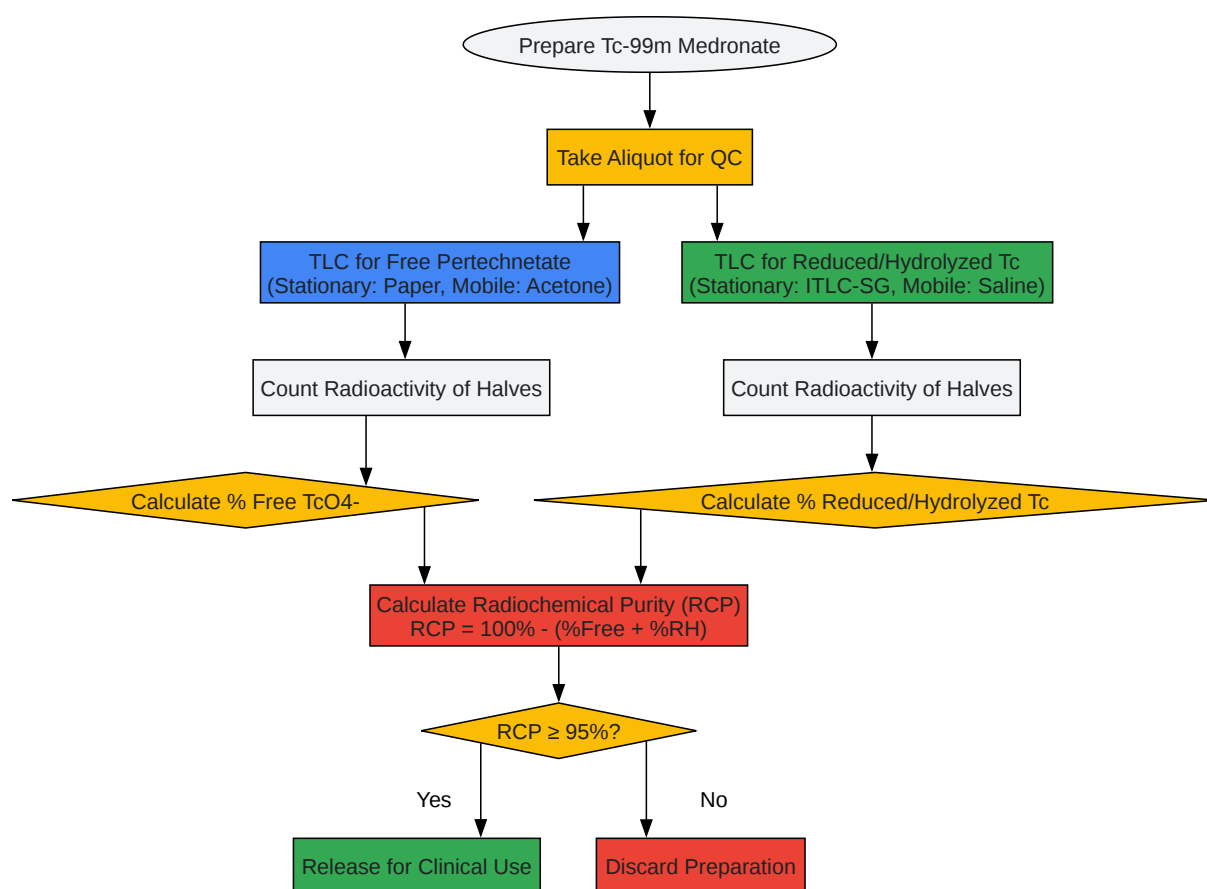 Prepare Tc-99m Medronate
Take Aliquot for QC
TLC for Free Pertechnetate
(Stationary: Paper, Mobile: Acetone)
TLC for Reduced/Hydrolyzed Tc
(Stationary: ITLC-SG, Mobile: Saline)
Count Radioactivity of Halves
Count Radioactivity of Halves
Calculate % Free TcO4-
Calculate % Reduced/Hydrolyzed Tc
Calculate Radiochemical Purity (RCP)
RCP = 100% - (%Free + %RH)
RCP ≥ 95%?
Yes
No
Release for Clinical Use
Discard Preparation